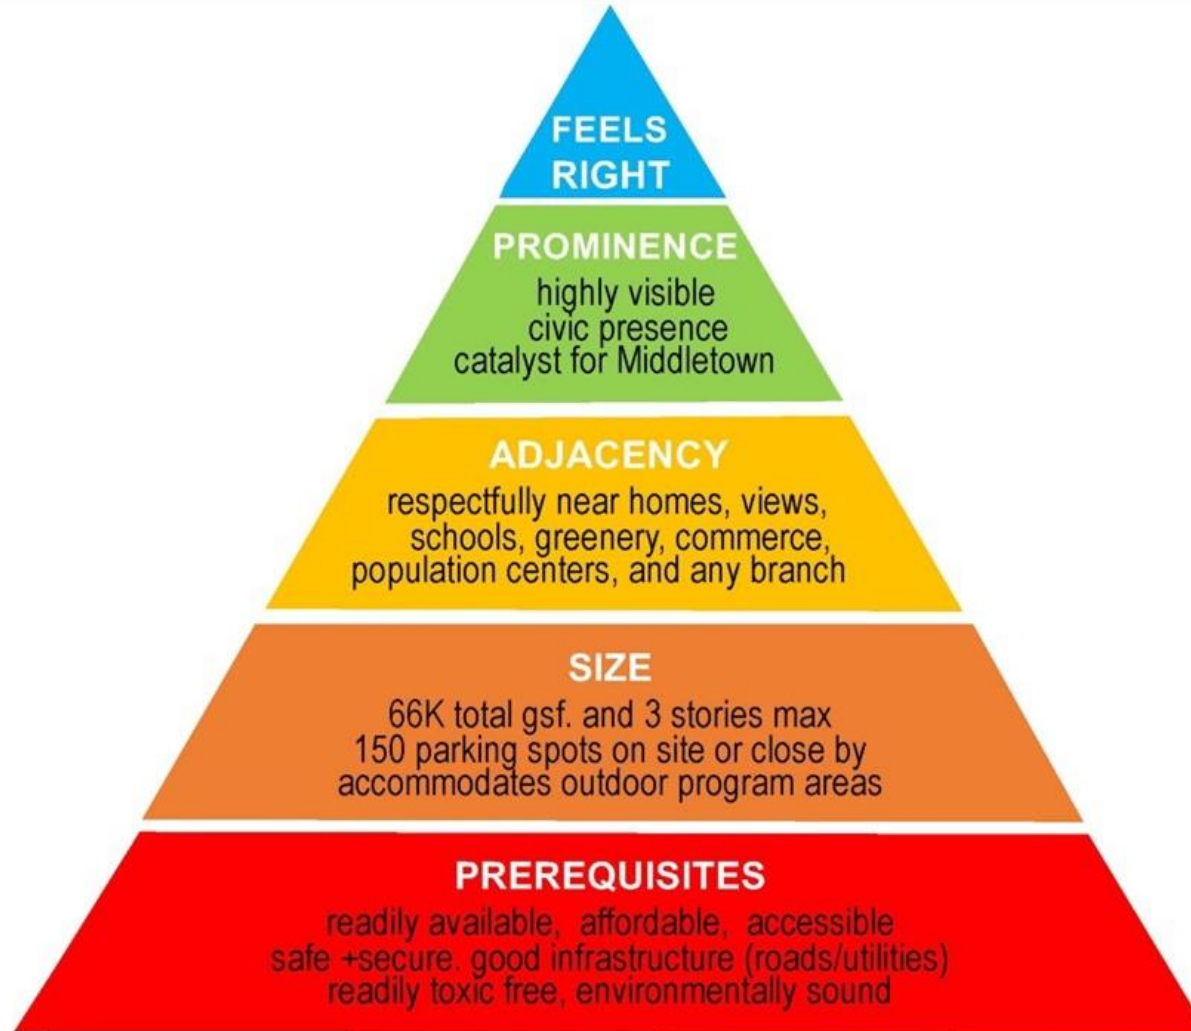 FEELS
RIGHT
PROMINENCE
highly visible
civic presence
catalyst for Middletown
ADJACENCY
respectfully near homes, views,
schools, greenery, commerce,
population centers, and any branch
SIZE
66K total gsf. and 3 stories max
150 parking spots on site or close by
accommodates outdoor program areas
PREREQUISITES
readily available, affordable, accessible
safe +secure. good infrastructure (roads/utilities)
readily toxic free, environmentally sound